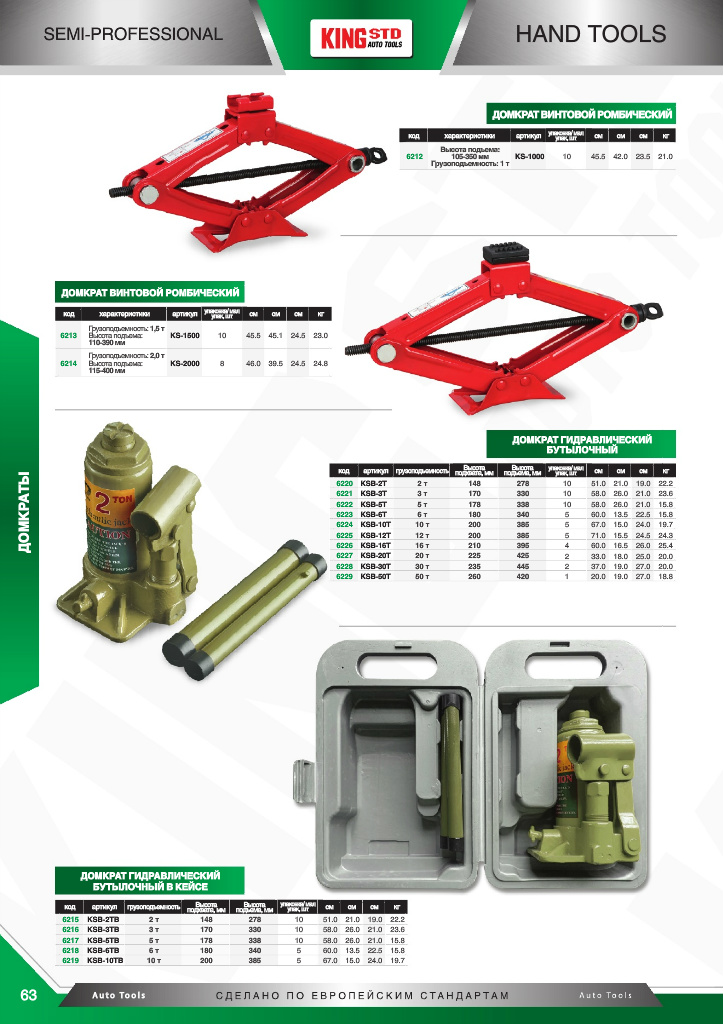 SEMI-PROFESSIONAL
KING STD
AUTO TOOLS
HAND TOOLS
ДОМКРАТ ВИНТОВОЙ РОМБИЧЕСКИЙ
код характеристики артикул упаковка/мал упак, шт см см см кг
6212 Высота подъема: 105-350 мм Грузоподъемность: 1 т KS-1000 10 45.5 42.0 23.5 21.0
ДОМКРАТ ВИНТОВОЙ РОМБИЧЕСКИЙ
код характеристики артикул упаковка/мал упак, шт см см см кг
6213 Грузоподъемность: 1,5 т Высота подъема: 110-390 мм KS-1500 10 45.5 45.1 24.5 23.0
6214 Грузоподъемность: 2,0 т Высота подъема: 115-400 мм KS-2000 8 46.0 39.5 24.5 24.8
ДОМКРАТЫ
2 ТОН
ДОМКРАТ ГИДРАВЛИЧЕСКИЙ
БУТЫЛОЧНЫЙ
код артикул грузоподъемность Высота подхвата, мм Высота подъема, мм упаковка/мал упак, шт см см см кг
6220 KSB-2T 2 т 148 278 10 51.0 21.0 19.0 22.2
6221 KSB-3T 3 т 170 330 10 58.0 26.0 21.0 23.6
6222 KSB-5T 5 т 178 338 10 58.0 26.0 21.0 15.8
6223 KSB-6T 6 т 180 340 5 60.0 13.5 22.5 15.8
6224 KSB-10T 10 т 200 385 5 67.0 15.0 24.0 19.7
6225 KSB-12T 12 т 200 385 5 71.0 15.5 24.5 24.3
6226 KSB-16T 16 т 210 395 4 60.0 16.5 26.0 25.4
6227 KSB-20T 20 т 225 425 2 33.0 18.0 25.0 20.0
6228 KSB-30T 30 т 235 445 2 37.0 19.0 27.0 20.0
6229 KSB-50T 50 т 260 420 1 20.0 19.0 27.0 18.8
ДОМКРАТ ГИДРАВЛИЧЕСКИЙ
БУТЫЛОЧНЫЙ В КЕЙСЕ
код артикул грузоподъемность Высота подхвата, мм Высота подъема, мм упаковка/мал упак, шт см см см кг
6215 KSB-2TB 2 т 148 278 10 51.0 21.0 19.0 22.2
6216 KSB-3TB 3 т 170 330 10 58.0 26.0 21.0 23.6
6217 KSB-5TB 5 т 178 338 10 58.0 26.0 21.0 15.8
6218 KSB-6TB 6 т 180 340 5 60.0 13.5 22.5 15.8
6219 KSB-10TB 10 т 200 385 5 67.0 15.0 24.0 19.7
63
Auto Tools
СДЕЛАНО ПО ЕВРОПЕЙСКИМ СТАНДАРТАМ
Auto Tools